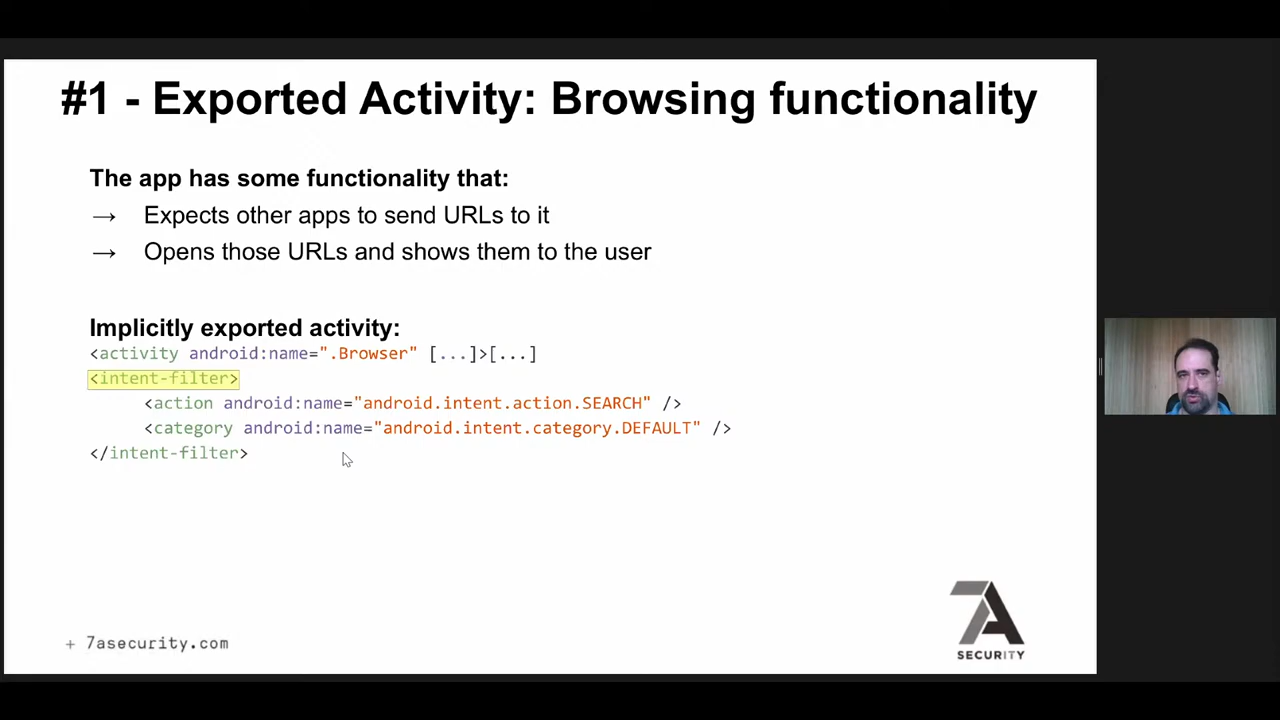 #1 - Exported Activity: Browsing functionality
The app has some functionality that:
→ Expects other apps to send URLs to it
→ Opens those URLs and shows them to the user
Implicitly exported activity:
<activity android:name=".Browser" [...]>[...]
<intent-filter>
<action android:name="android.intent.action.SEARCH" />
<category android:name="android.intent.category.DEFAULT" />
</intent-filter>
+ 7asecurity.com
7A
SECURITY